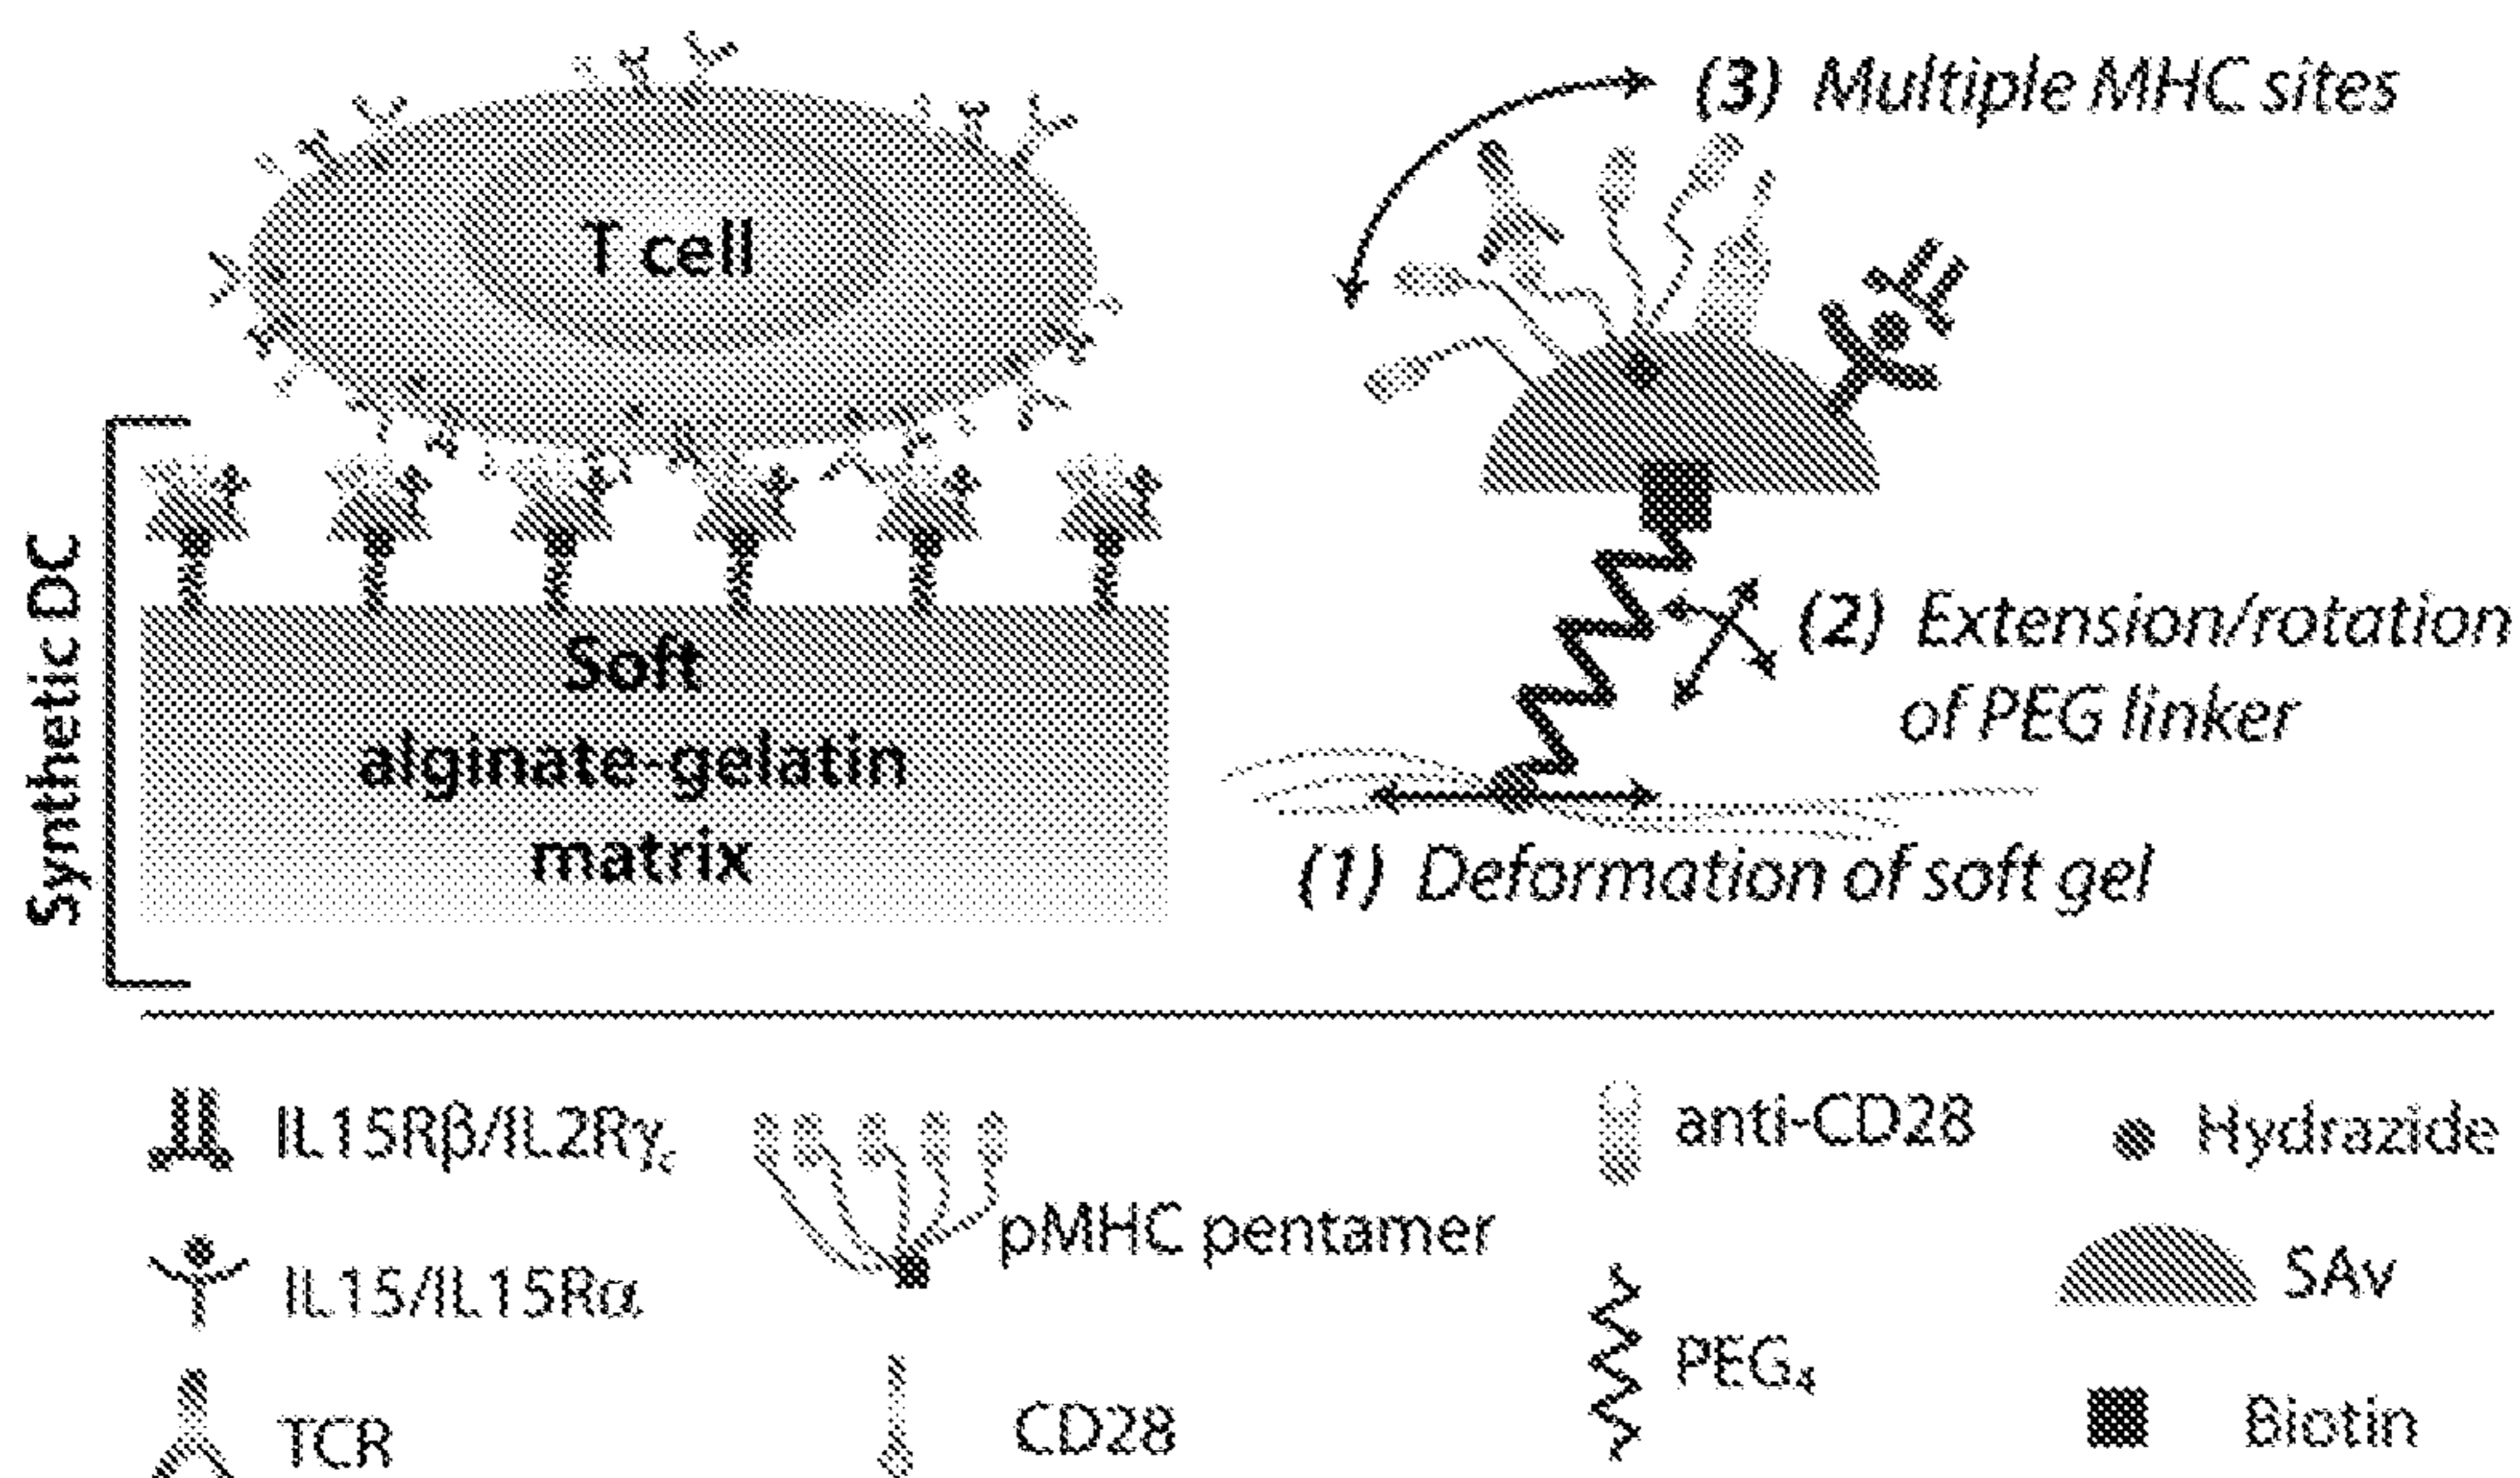 (3) Multiple MHC sites
T cell
Synthetic DC
Soft
alginate-gelatin
matrix
(2) Extension/rotation
of PEG linker
(1) Deformation of soft gel
IL15Rβ/IL2Rγc
pMHC pentamer
anti-CD28
Hydrazide
IL15/IL15Rα
SAv
PEG₄
TCR
CD28
Biotin